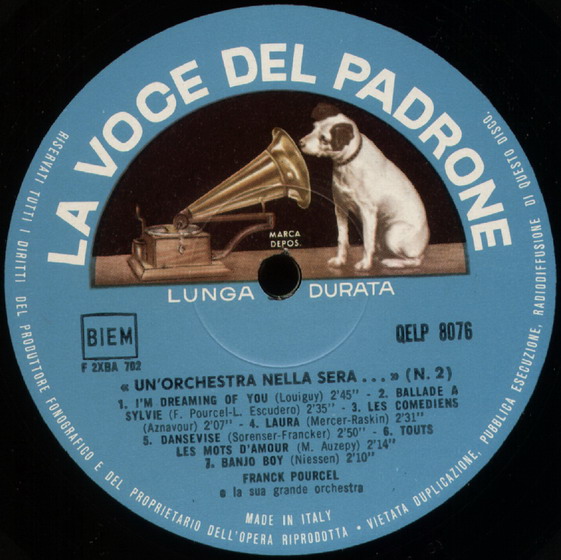 LA VOCE DEL PADRONE
MARCA
DEPOS.
LUNGA DURATA
BIEM
F 2XBA 702
QELP 8076
« UN'ORCHESTRA NELLA SERA . . . » (N. 2)
1. I'M DREAMING OF YOU (Louiguy) 2'45" - 2. BALLADE A
SYLVIE (F. Pourcel-L. Escudero) 2'35" - 3. LES COMEDIENS
(Aznavour) 2'07" - 4. LAURA (Mercer-Raskin) 2'31"
5. DANSEVISE (Sorenser-Francker) 2'50" - 6. TOUTS
LES MOTS D'AMOUR (M. Auzepy) 2'14"
7. BANJO BOY (Niessen) 2'10"
FRANCK POURCEL
e la sua grande orchestra
MADE IN ITALY
RISERVATI TUTTI I DIRITTI DEL PRODUTTORE FONOGRAFICO E DEL PROPRIETARIO DELL'OPERA RIPRODOTTA • VIETATA DUPLICAZIONE, PUBBLICA ESECUZIONE, RADIODIFFUSIONE DI QUESTO DISCO.